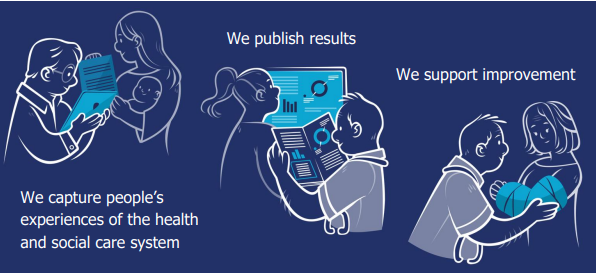 We publish results
We support improvement
We capture people's
experiences of the health
and social care system